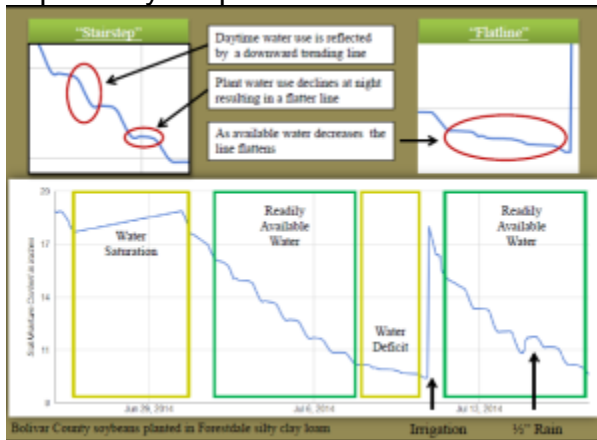 "Stairstep"
Daytime water use is reflected
by a downward trending line
"Flatline"
Plant water use declines at night
resulting in a flatter line
As available water decreases the
line flattens
29
17
14
11
8
Water
Saturation
Readily
Available
Water
Water
Deficit
Readily
Available
Water
Jun 29, 2014
Jul 6, 2014
Jul 13, 2014
Bolivar County soybeans planted in Forestdale silty clay loam
Irrigation
½" Rain